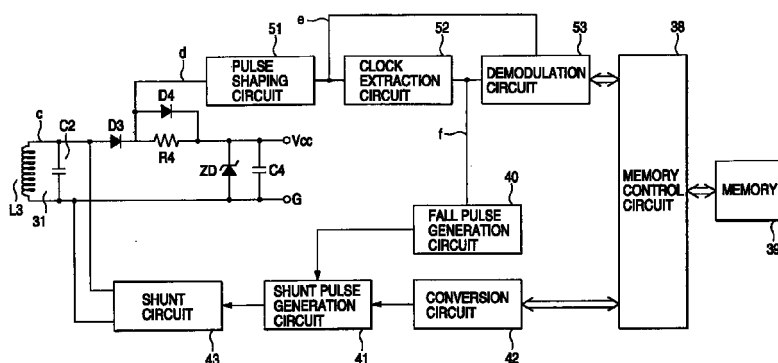 e
51
52
53
38
d
PULSE
SHAPING
CIRCUIT
CLOCK
EXTRACTION
CIRCUIT
DEMODULATION
CIRCUIT
D4
c
C2
D3
R4
Vcc
f
ZD
C4
40
L3
31
G
FALL PULSE
GENERATION
CIRCUIT
MEMORY
CONTROL
CIRCUIT
MEMORY
39
SHUNT
CIRCUIT
SHUNT PULSE
GENERATION
CIRCUIT
CONVERSION
CIRCUIT
43
41
42